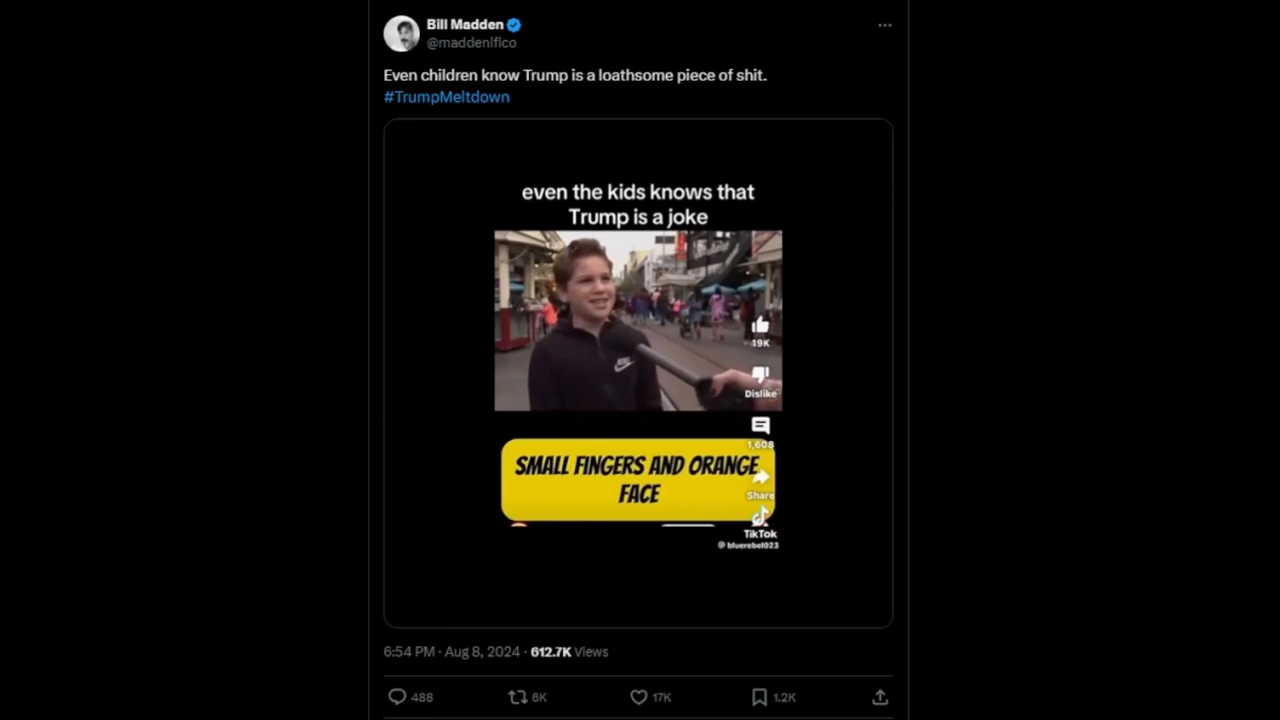 Bill Madden
@maddenifico
Even children know Trump is a loathsome piece of shit.
#TrumpMeltdown
even the kids knows that
Trump is a joke
NIKE
19K
Dislike
1,608
SMALL FINGERS AND ORANGE
FACE
Share
TikTok
@ bluerebel023
6:54 PM · Aug 8, 2024 · 612.7K Views
488 6K 17K 1.2K